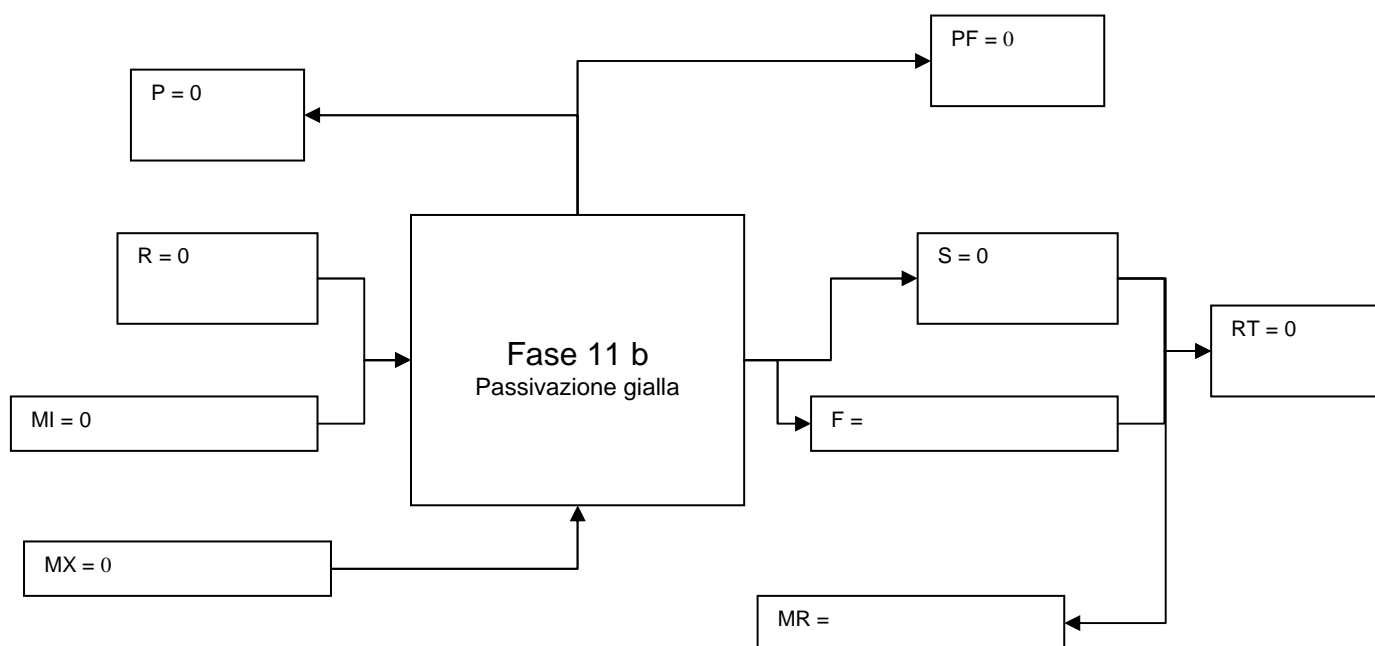 PF = 0
P = 0
R = 0
S = 0
RT = 0
Fase 11 b
Passivazione gialla
MI = 0
F =
MX = 0
MR =